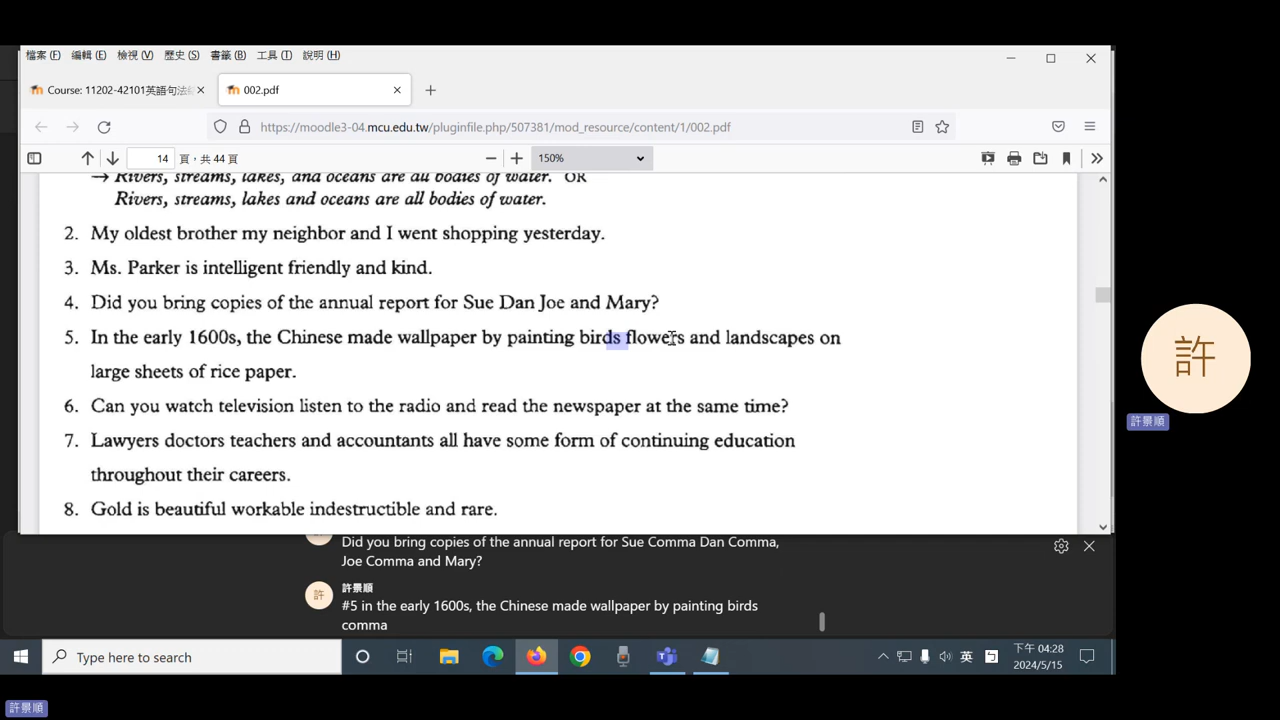 檔案(F) 編輯(E) 檢視(V) 歷史(S) 書籤(B) 工具(T) 說明(H)
Course: 11202-42101英語句法
002.pdf
https://moodle3-04.mcu.edu.tw/pluginfile.php/507381/mod_resource/content/1/002.pdf
14 頁，共 44 頁
150%
→ Rivers, streams, lakes, and oceans are all bodies of water. OR
Rivers, streams, lakes and oceans are all bodies of water.
2. My oldest brother my neighbor and I went shopping yesterday.
3. Ms. Parker is intelligent friendly and kind.
4. Did you bring copies of the annual report for Sue Dan Joe and Mary?
5. In the early 1600s, the Chinese made wallpaper by painting birds flowers and landscapes on
large sheets of rice paper.
6. Can you watch television listen to the radio and read the newspaper at the same time?
7. Lawyers doctors teachers and accountants all have some form of continuing education
throughout their careers.
8. Gold is beautiful workable indestructible and rare.
許
許景順
Did you bring copies of the annual report for Sue Comma Dan Comma,
Joe Comma and Mary?
許
許景順
#5 in the early 1600s, the Chinese made wallpaper by painting birds
comma
Type here to search
英
下午 04:28
2024/5/15
許景順